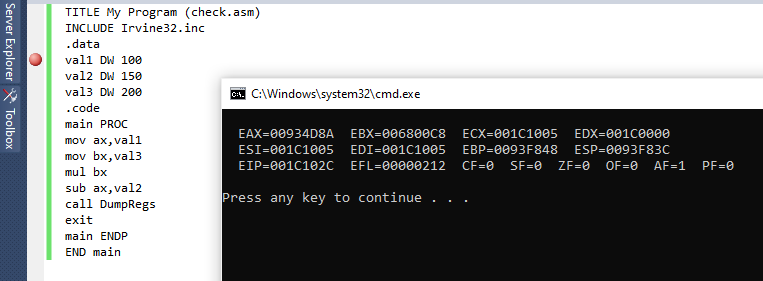 Server Explorer
Toolbox
TITLE My Program (check.asm)
INCLUDE Irvine32.inc
.data
val1 DW 100
val2 DW 150
val3 DW 200
.code
main PROC
mov ax,val1
mov bx,val3
mul bx
sub ax,val2
call DumpRegs
exit
main ENDP
END main
C:\Windows\system32\cmd.exe
EAX=00934D8A  EBX=006800C8  ECX=001C1005  EDX=001C0000
ESI=001C1005  EDI=001C1005  EBP=0093F848  ESP=0093F83C
EIP=001C102C  EFL=00000212  CF=0  SF=0  ZF=0  OF=0  AF=1  PF=0
Press any key to continue . . .